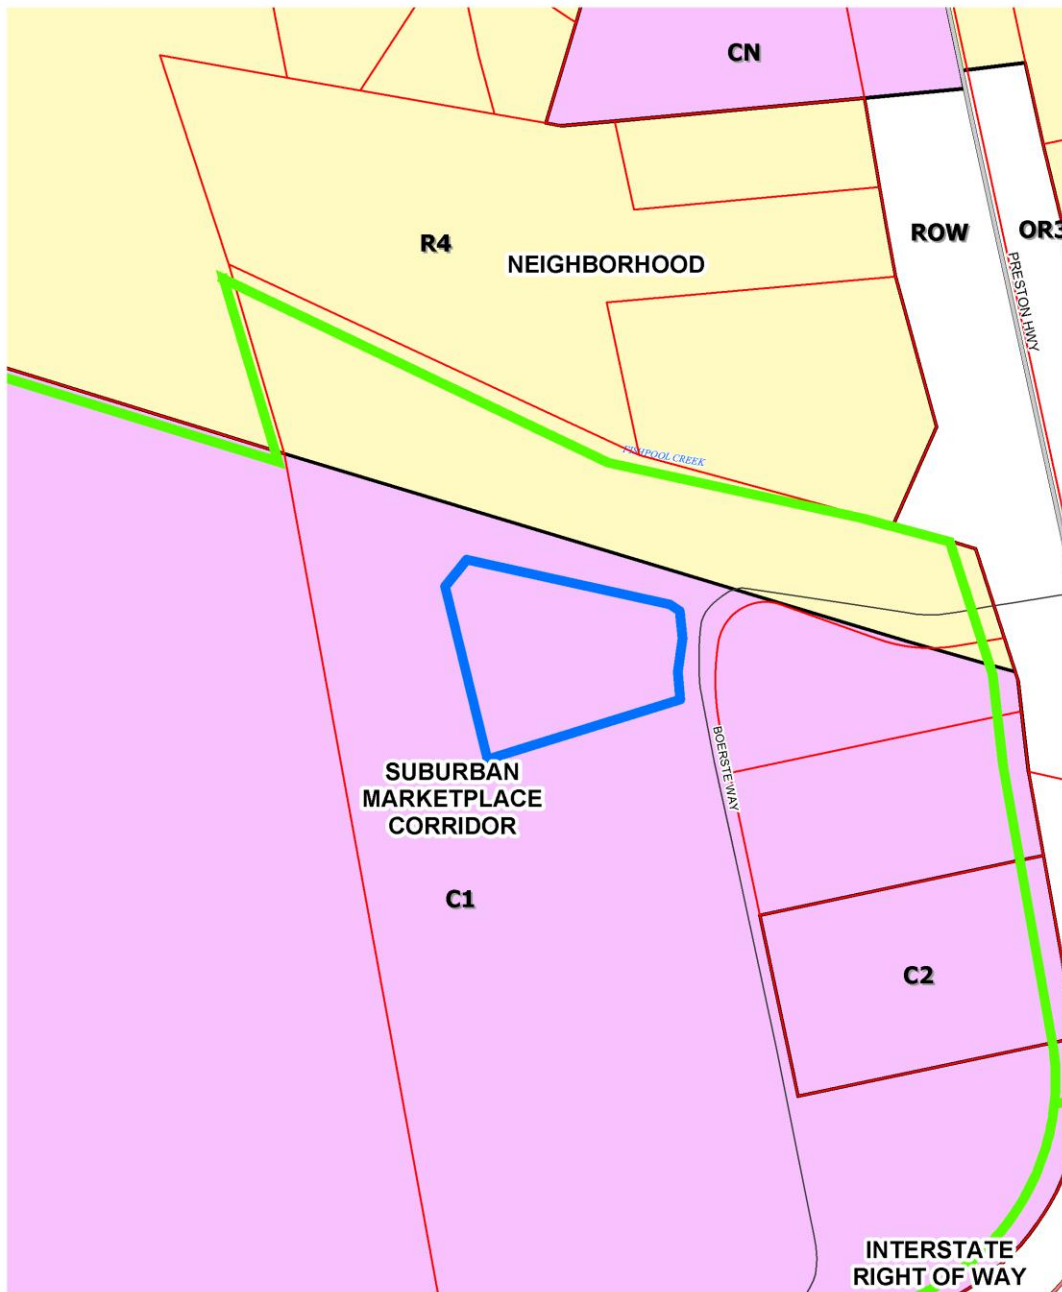 CN
R4
NEIGHBORHOOD
ROW
OR3
PRESTON HWY
FISHPOOL CREEK
BOERSTE WAY
SUBURBAN
MARKETPLACE
CORRIDOR
C1
C2
INTERSTATE
RIGHT OF WAY